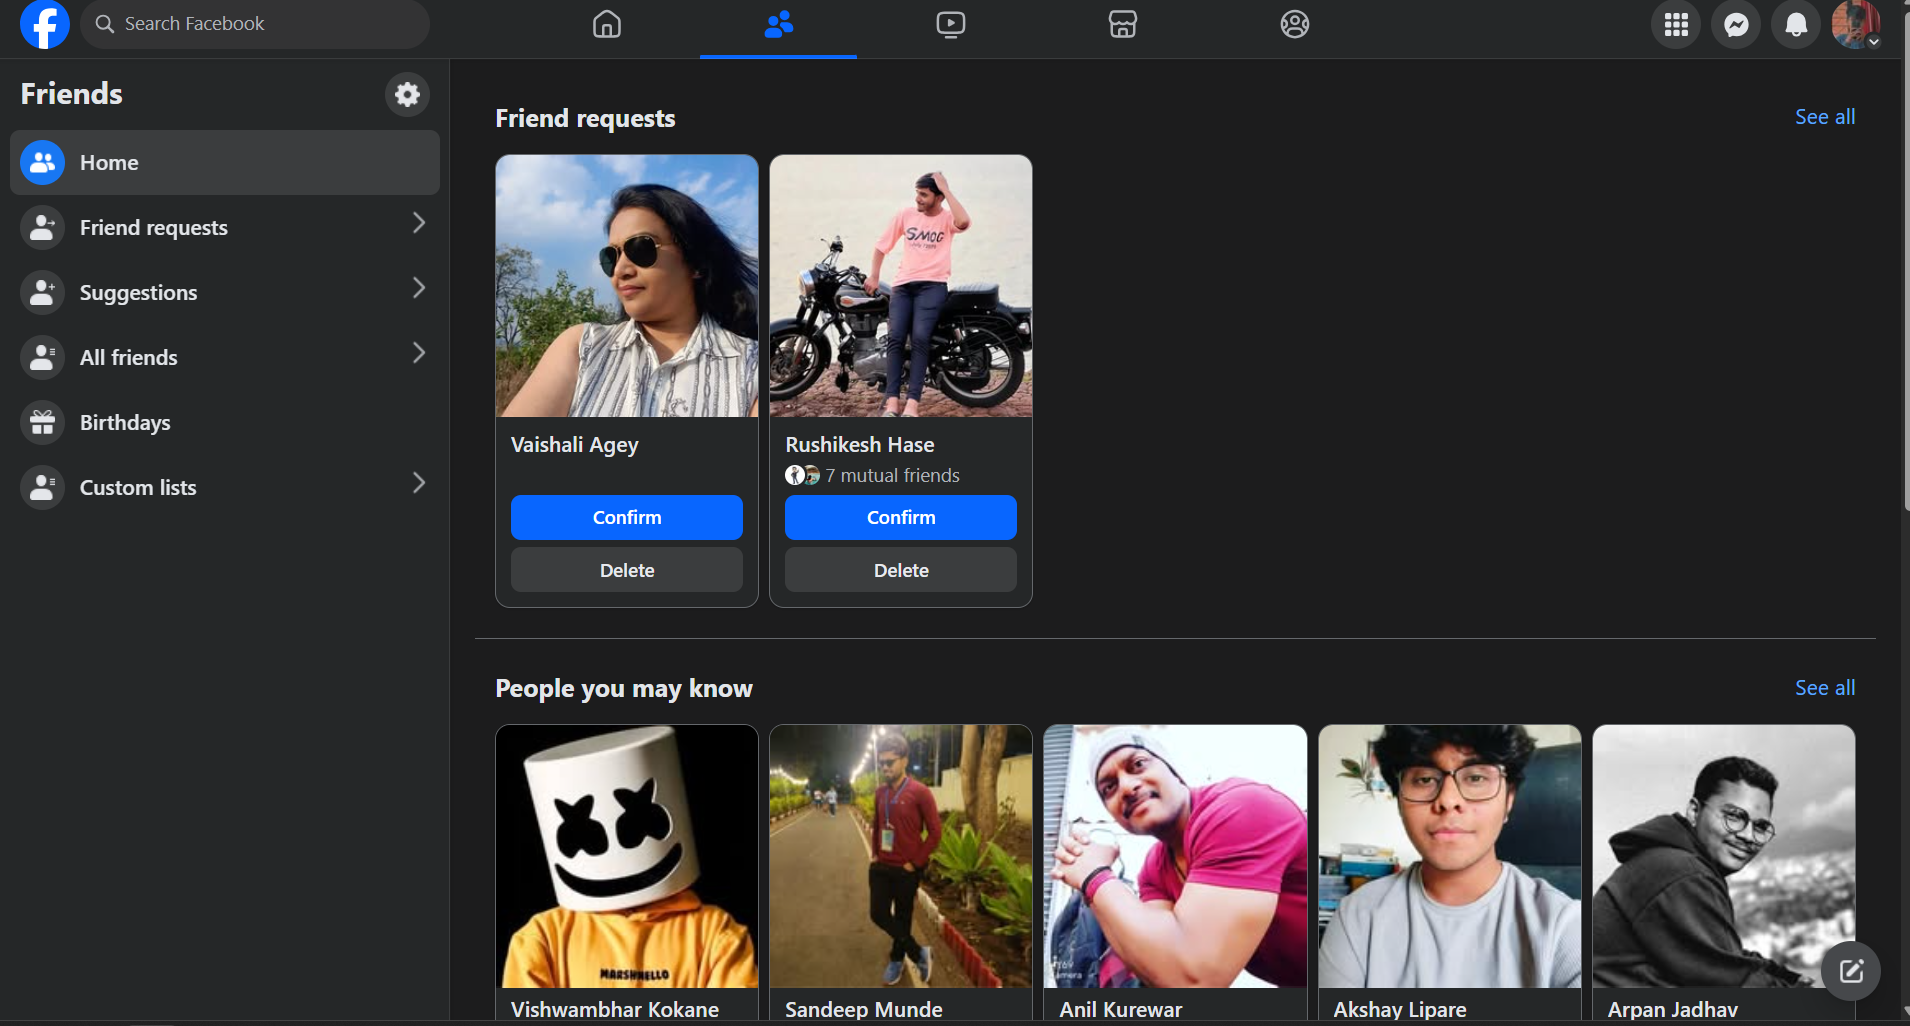 Search Facebook
Friends
Home
Friend requests
Suggestions
All friends
Birthdays
Custom lists
Friend requests
See all
SMOG
Vaishali Agey
Confirm
Delete
Rushikesh Hase
7 mutual friends
Confirm
Delete
People you may know
See all
MARSHMELLO
Vishwambhar Kokane
Sandeep Munde
Anil Kurewar
Akshay Lipare
Arpan Jadhav